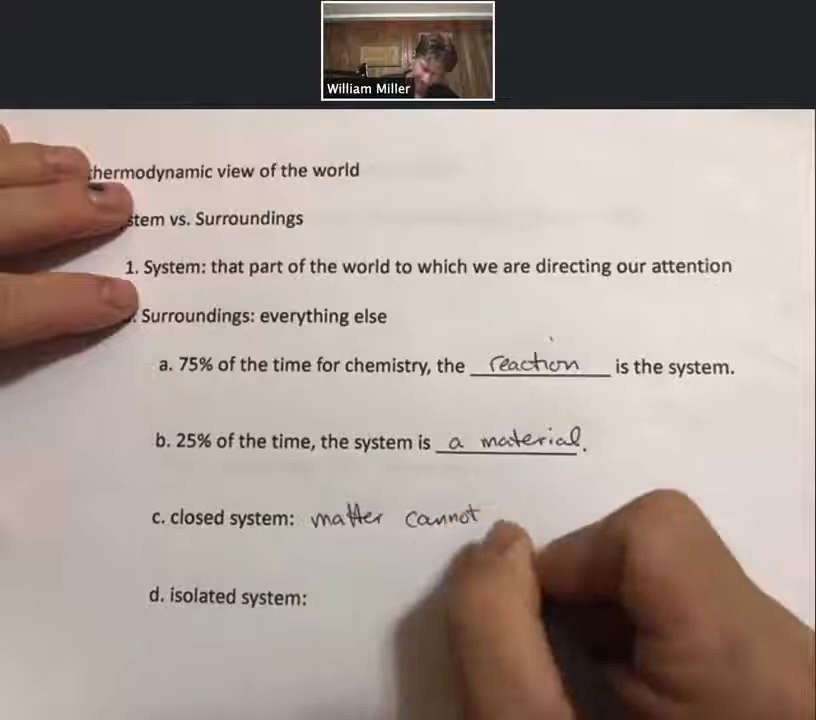 William Miller
hermodynamic view of the world
stem vs. Surroundings
1. System: that part of the world to which we are directing our attention
. Surroundings: everything else
a. 75% of the time for chemistry, the reaction is the system.
b. 25% of the time, the system is a material.
c. closed system: matter cannot
d. isolated system: